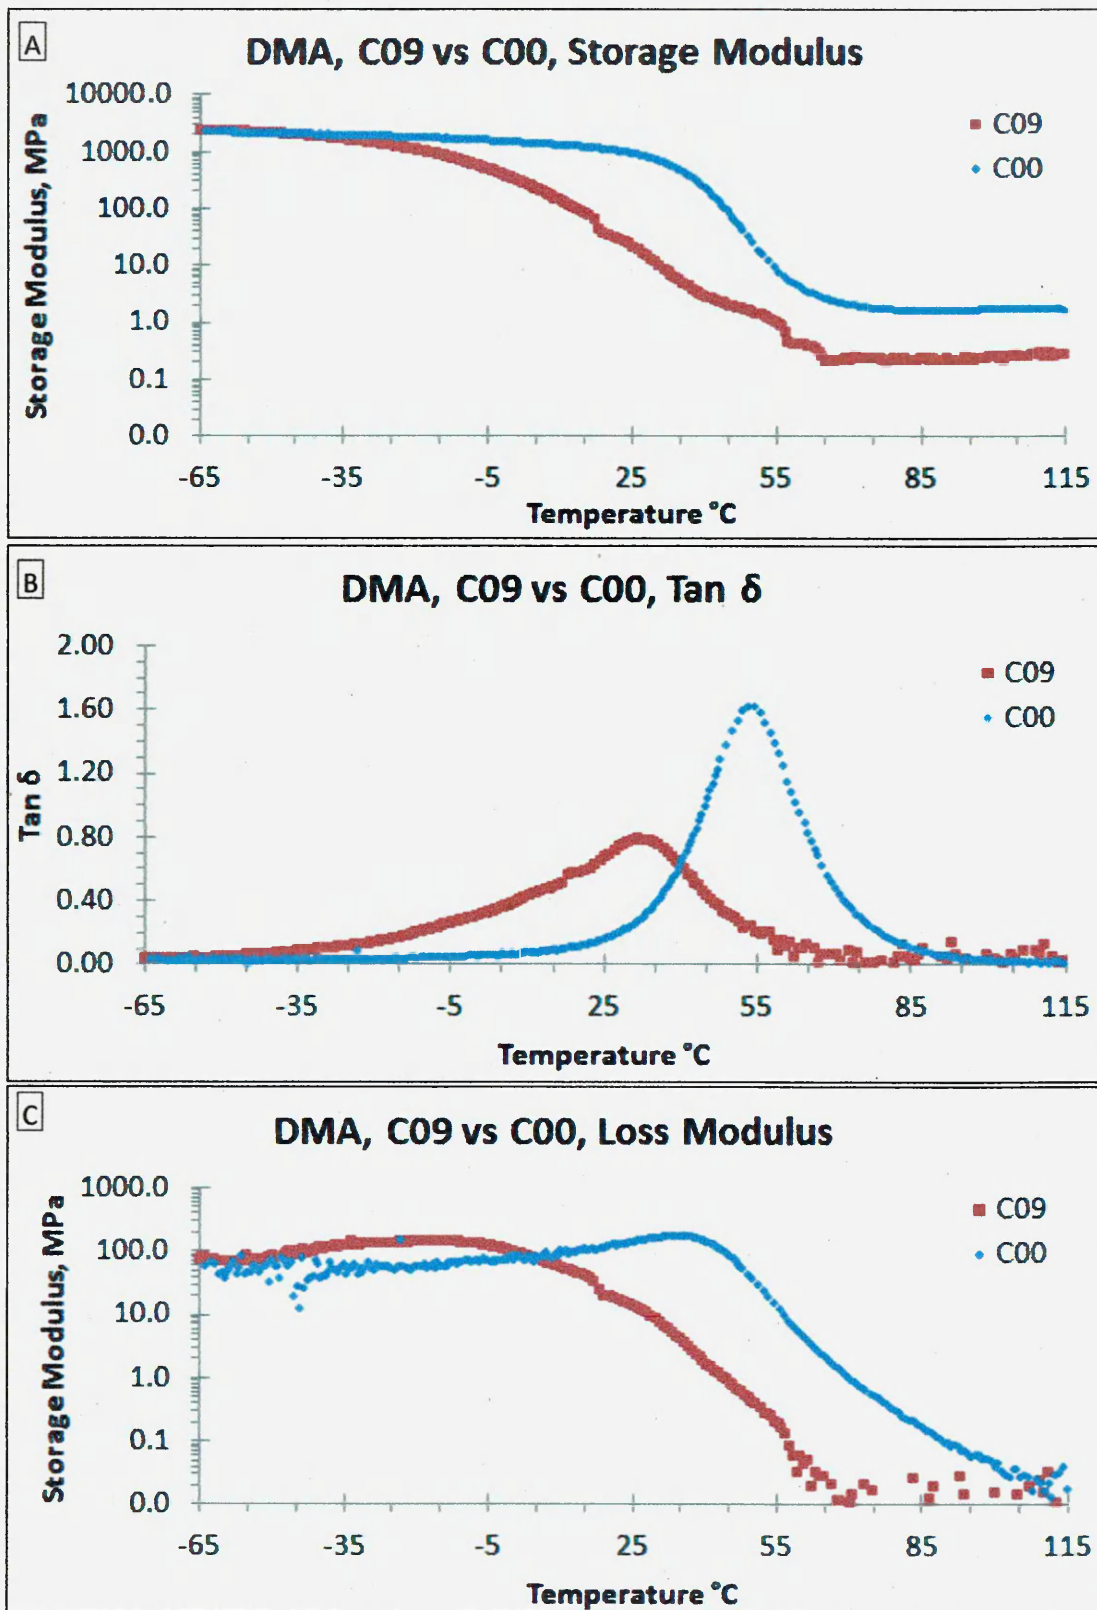 A
DMA, C09 vs C00, Storage Modulus
10000.0
1000.0
100.0
10.0
1.0
0.1
0.0
Storage Modulus, MPa
C09
C00
-65 -35 -5 25 55 85 115
Temperature °C
B
DMA, C09 vs C00, Tan δ
2.00
1.60
1.20
0.80
0.40
0.00
Tan δ
C09
C00
-65 -35 -5 25 55 85 115
Temperature °C
C
DMA, C09 vs C00, Loss Modulus
1000.0
100.0
10.0
1.0
0.1
0.0
Storage Modulus, MPa
C09
C00
-65 -35 -5 25 55 85 115
Temperature °C